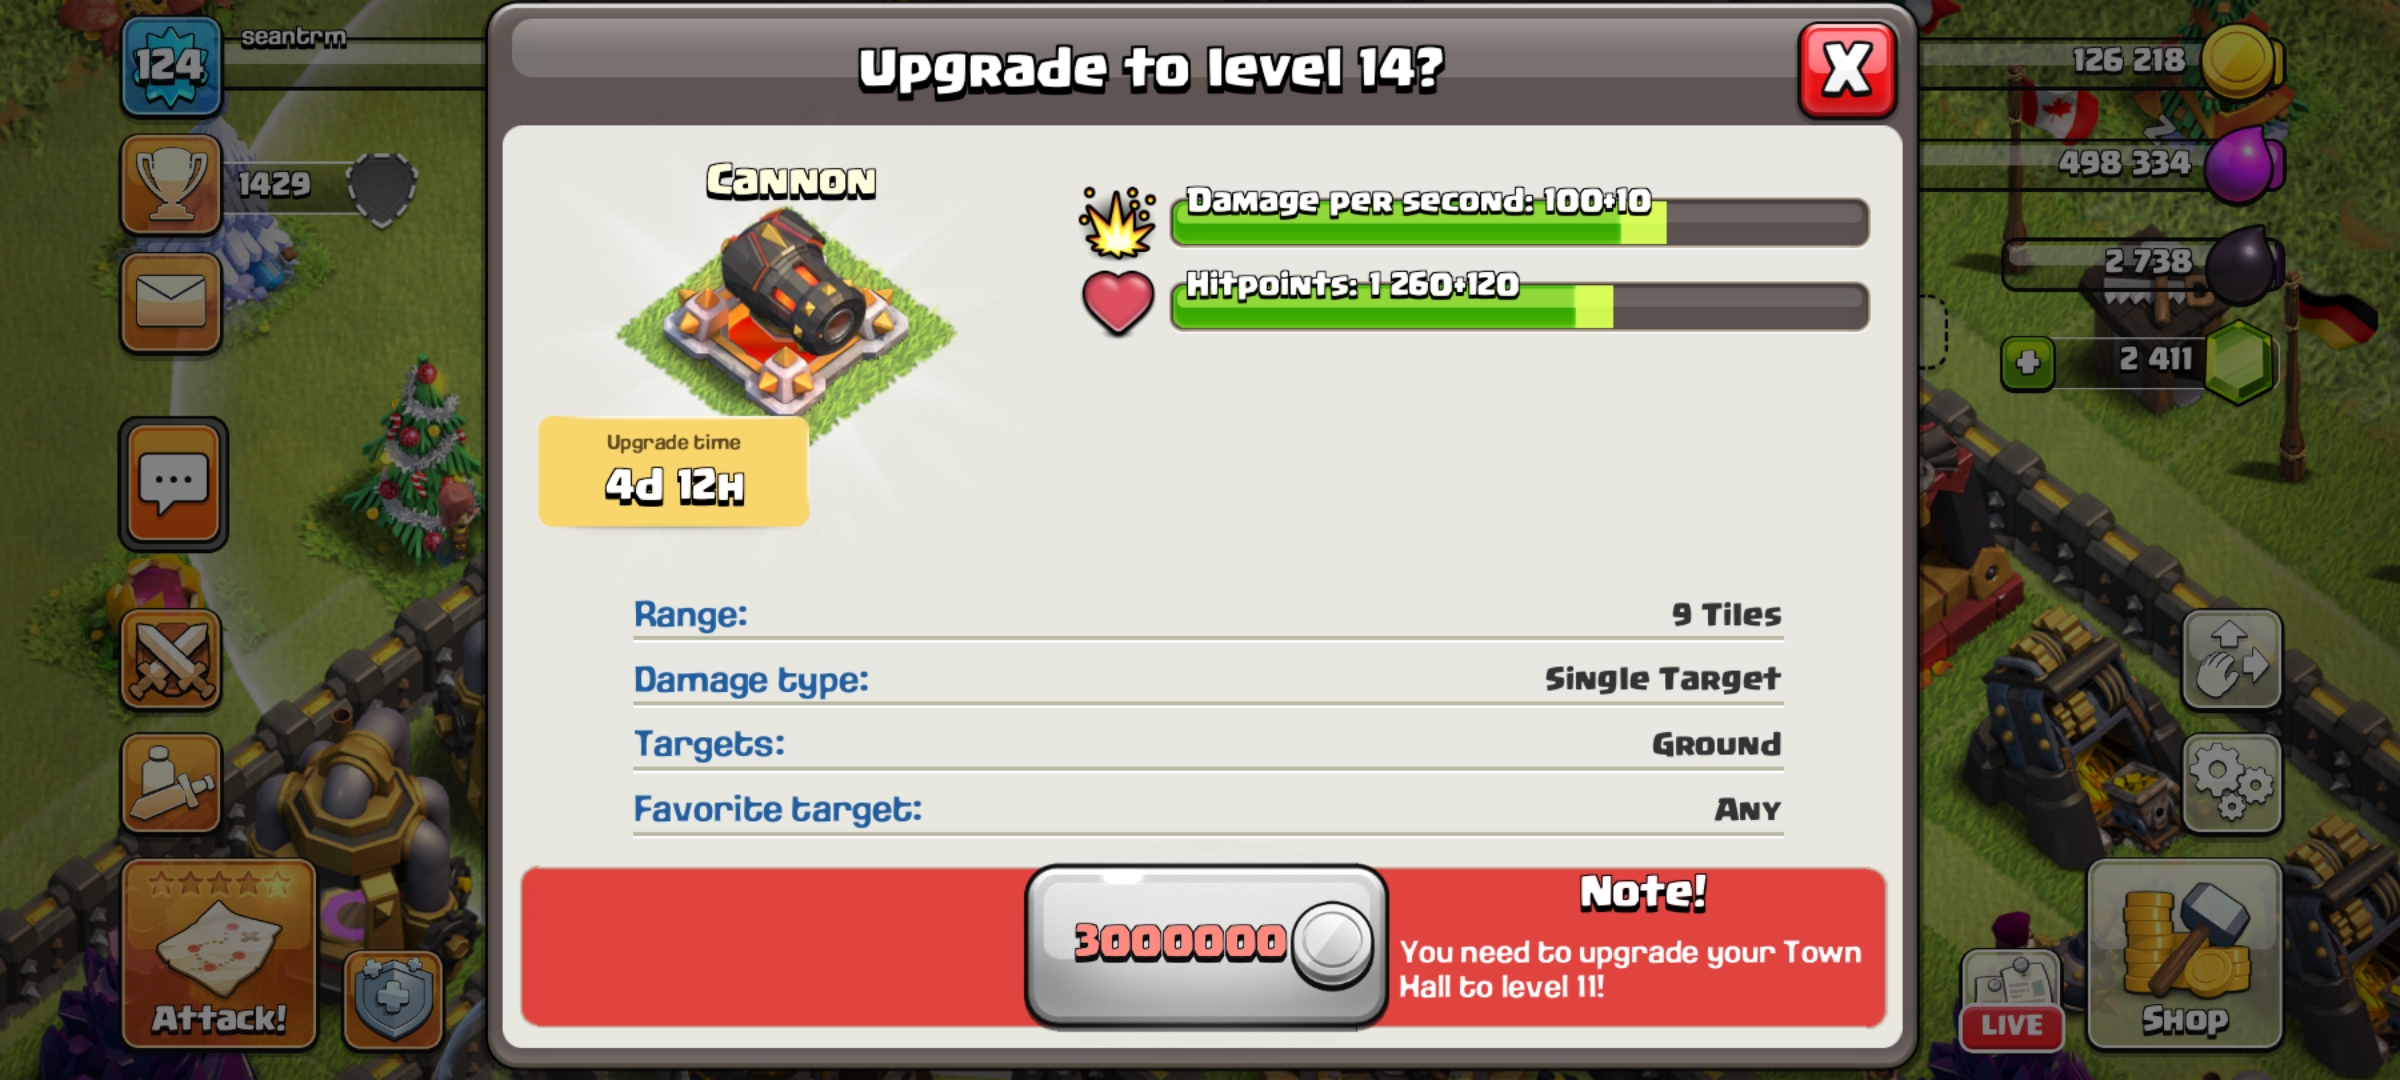 124
seantrm
1429
Attack!
Upgrade to level 14?
X
Cannon
Upgrade time
4d 12H
Damage per second: 100+10
Hitpoints: 1 260+120
Range: 9 Tiles
Damage type: Single Target
Targets: Ground
Favorite target: Any
3000000
Note!
You need to upgrade your Town
Hall to level 11!
126 218
498 334
2 738
2 411
LIVE
Shop